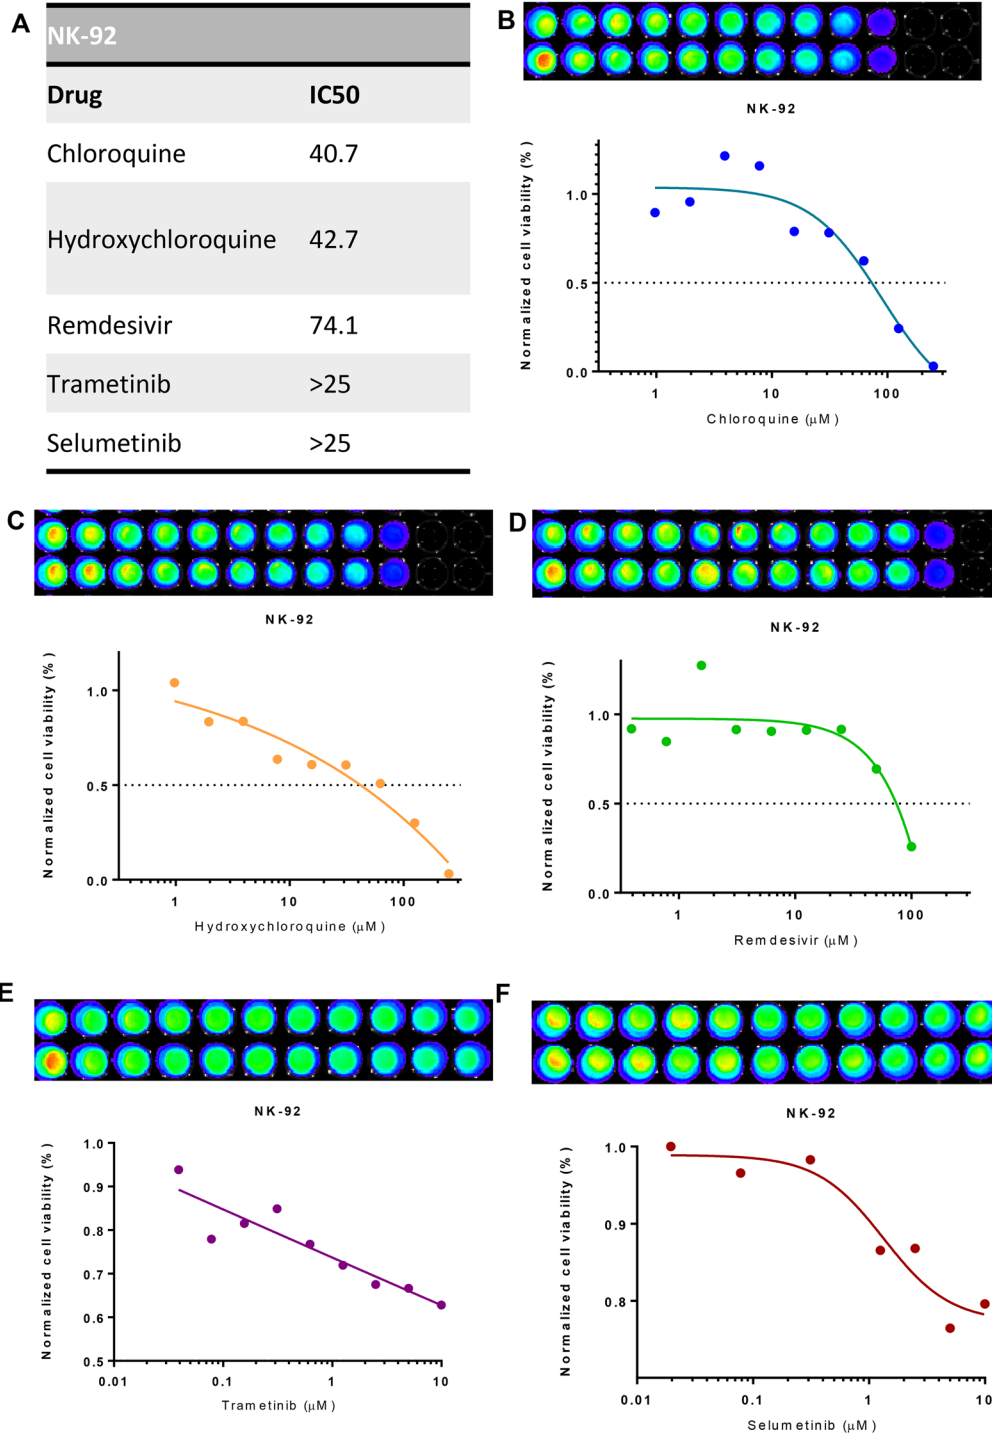 A
NK-92
Drug IC50
Chloroquine 40.7
Hydroxychloroquine 42.7
Remdesivir 74.1
Trametinib >25
Selumetinib >25
B
NK-92
Normalized cell viability (%)
1.0
0.5
0.0
1 10 100
Chloroquine (µM)
C
NK-92
Normalized cell viability (%)
1.0
0.5
0.0
1 10 100
Hydroxychloroquine (µM)
D
NK-92
Normalized cell viability (%)
1.0
0.5
0.0
1 10 100
Remdesivir (µM)
E
NK-92
Normalized cell viability (%)
1.0
0.9
0.8
0.7
0.6
0.5
0.01 0.1 1 10
Trametinib (µM)
F
NK-92
Normalized cell viability (%)
1.0
0.9
0.8
0.01 0.1 1 10
Selumetinib (µM)